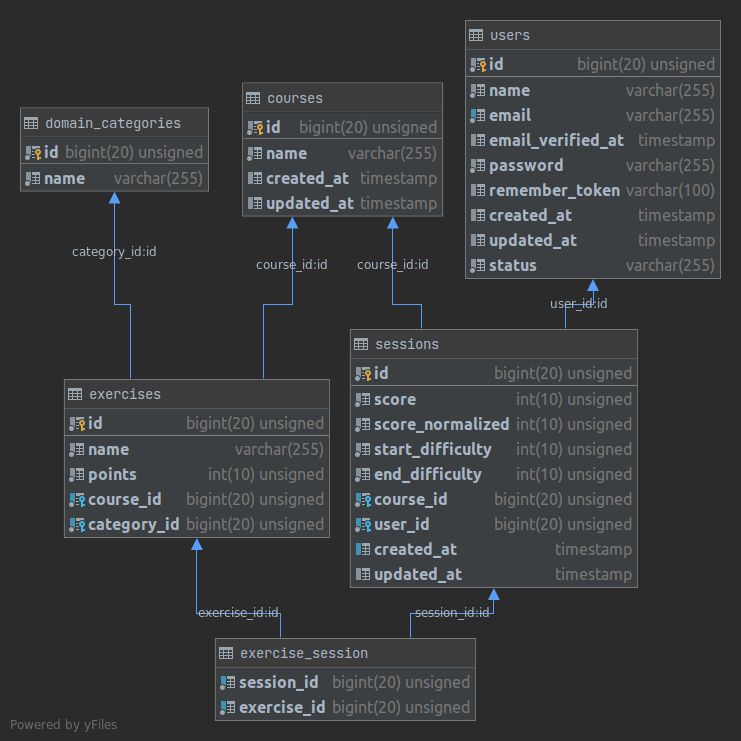 users
id bigint(20) unsigned
name varchar(255)
email varchar(255)
email_verified_at timestamp
password varchar(255)
remember_token varchar(100)
created_at timestamp
updated_at timestamp
status varchar(255)
courses
id bigint(20) unsigned
name varchar(255)
created_at timestamp
updated_at timestamp
domain_categories
id bigint(20) unsigned
name varchar(255)
category_id:id
course_id:id
course_id:id
user_id:id
sessions
id bigint(20) unsigned
score int(10) unsigned
score_normalized int(10) unsigned
start_difficulty int(10) unsigned
end_difficulty int(10) unsigned
course_id bigint(20) unsigned
user_id bigint(20) unsigned
created_at timestamp
updated_at timestamp
exercises
id bigint(20) unsigned
name varchar(255)
points int(10) unsigned
course_id bigint(20) unsigned
category_id bigint(20) unsigned
exercise_id:id
session_id:id
exercise_session
session_id bigint(20) unsigned
exercise_id bigint(20) unsigned
Powered by yFiles